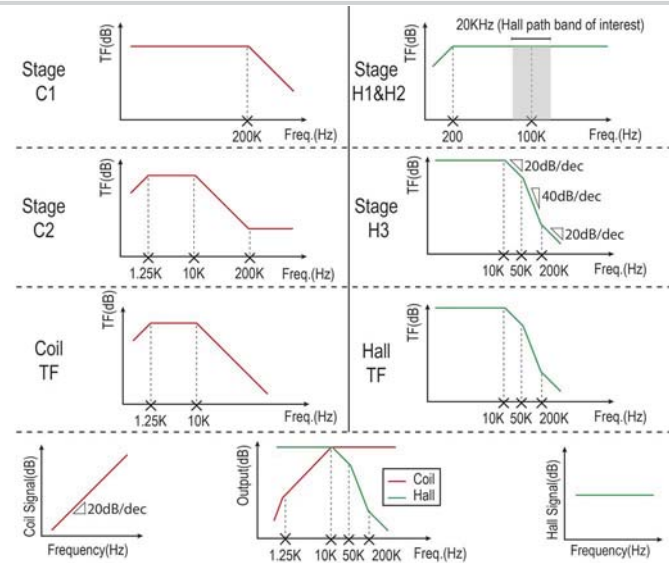 TF(dB)
Stage
C1
200K
Freq.(Hz)
20KHz (Hall path band of interest)
TF(dB)
Stage
H1&H2
200
100K
Freq.(Hz)
TF(dB)
Stage
C2
1.25K
10K
200K
Freq.(Hz)
TF(dB)
Stage
H3
20dB/dec
40dB/dec
20dB/dec
10K
50K
200K
Freq.(Hz)
TF(dB)
Coil
TF
1.25K
10K
Freq.(Hz)
TF(dB)
Hall
TF
10K
50K
200K
Freq.(Hz)
Coil Signal(dB)
20dB/dec
Frequency(Hz)
Output(dB)
Coil
Hall
1.25K
10K
50K
200K
Freq.(Hz)
Hall Signal(dB)
Frequency(Hz)